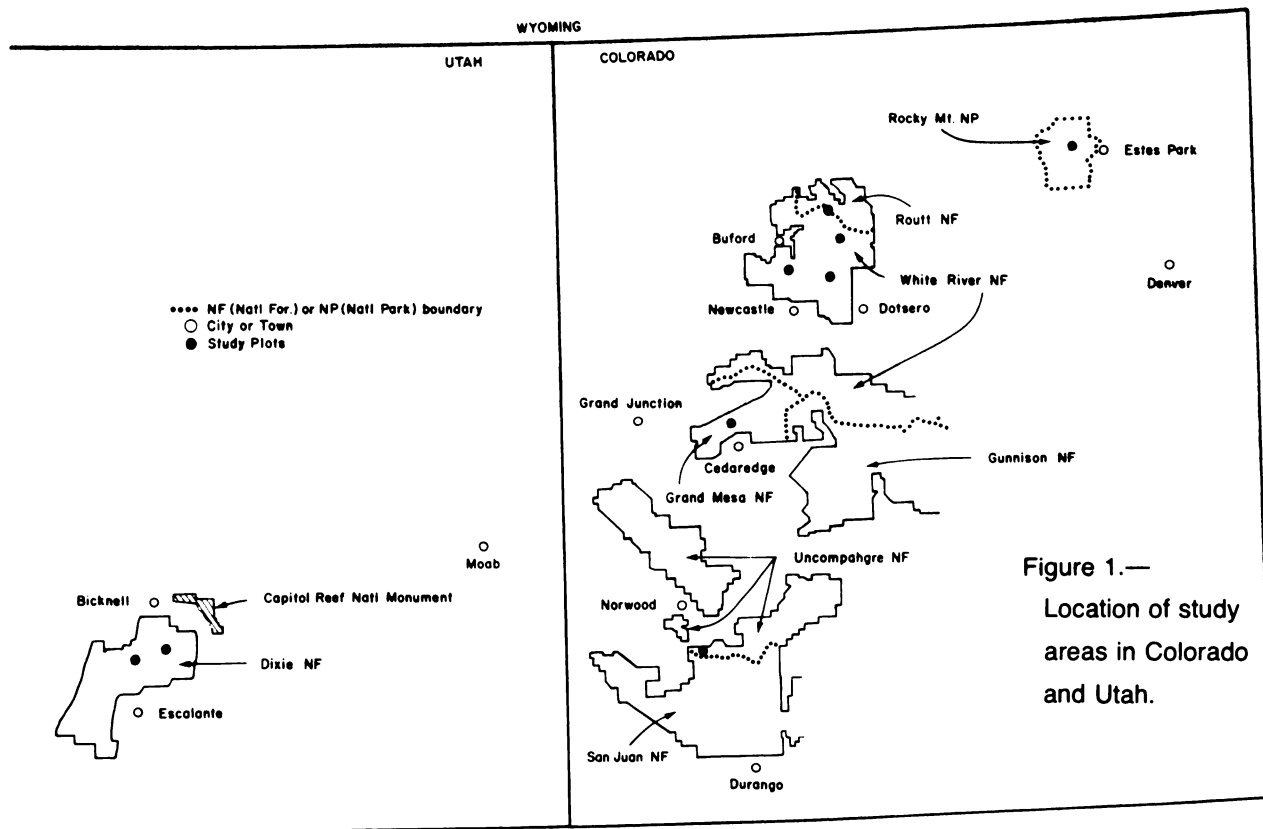 WYOMING
UTAH
COLORADO
Rocky Mt. NP
Estes Park
Routt NF
Buford
White River NF
Denver
Newcastle
Dotsero
•••• NF (Natl For.) or NP (Natl Park) boundary
City or Town
Study Plots
Grand Junction
Cedaredge
Gunnison NF
Grand Mesa NF
Moab
Uncompahgre NF
Bicknell
Capitol Reef Natl Monument
Norwood
Dixie NF
Escalante
San Juan NF
Durango
Figure 1.—
Location of study
areas in Colorado
and Utah.